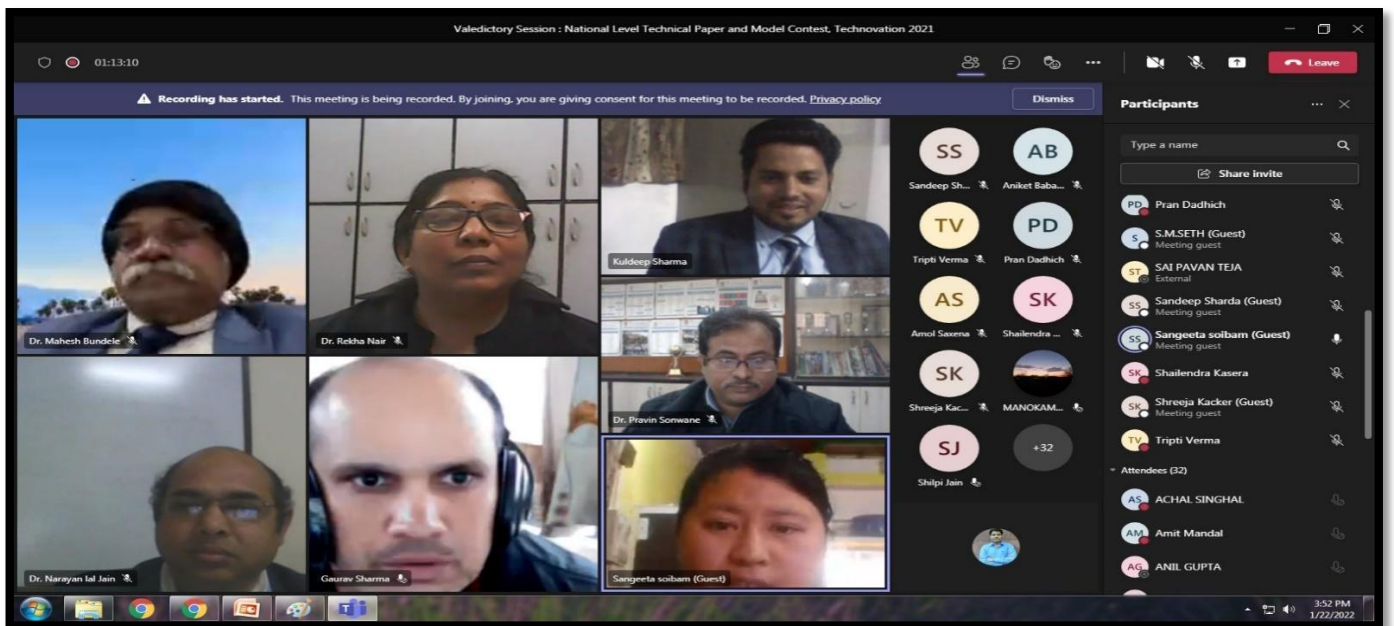 Valedictory Session : National Level Technical Paper and Model Contest, Technovation 2021
01:13:10
Leave
Recording has started. This meeting is being recorded. By joining, you are giving consent for this meeting to be recorded. Privacy policy
Dismiss
Dr. Mahesh Bundele
Dr. Rekha Nair
Kuldeep Sharma
Dr. Pravin Sonwane
Dr. Narayan lal Jain
Gaurav Sharma
Sangeeta soibam (Guest)
SS
AB
Sandeep Sh...
Aniket Baba...
TV
PD
Tripti Verma
Pran Dadhich
AS
SK
Amol Saxena
Shailendra ...
SK
Shreeja Kac...
MANOKAM...
SJ
+32
Shilpi Jain
Participants
Type a name
Share invite
PD Pran Dadhich
S S.M.SETH (Guest)
Meeting guest
ST SAI PAVAN TEJA
External
SS Sandeep Sharda (Guest)
Meeting guest
SS Sangeeta soibam (Guest)
Meeting guest
SK Shailendra Kasera
SK Shreeja Kacker (Guest)
Meeting guest
TV Tripti Verma
Attendees (32)
AS ACHAL SINGHAL
AM Amit Mandal
AG ANIL GUPTA
3:52 PM
1/22/2022